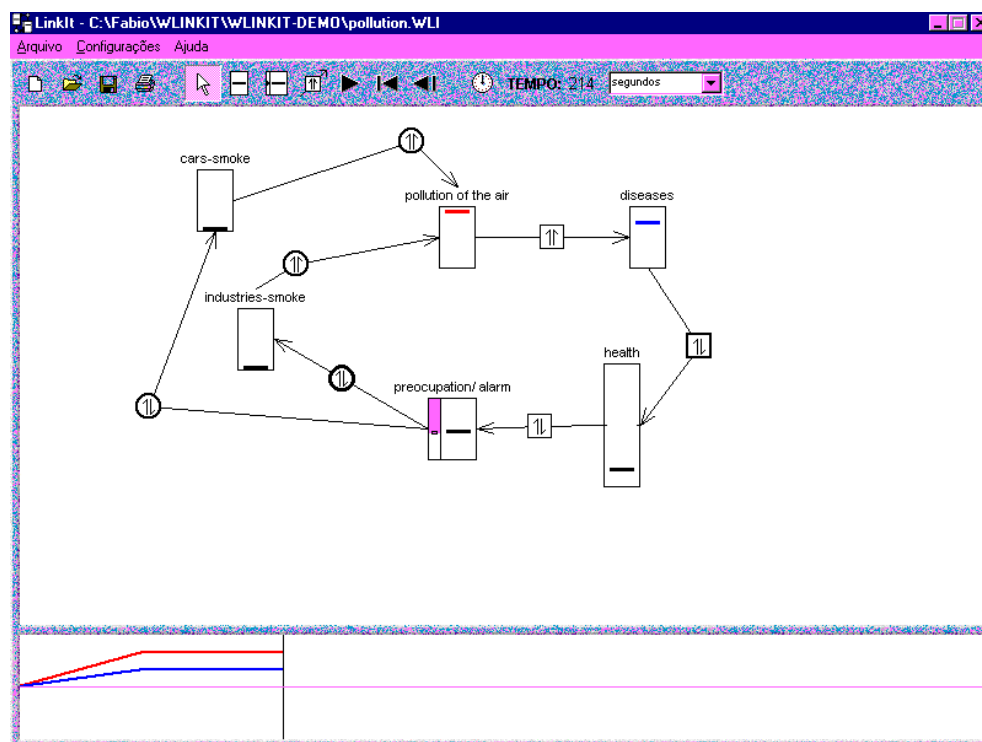 LinkIt - C:\Fabio\WLINKIT\WLINKIT-DEMO\pollution.WLI
Arquivo Configurações Ajuda
TEMPO: 214 segundos
cars-smoke
pollution of the air
diseases
industries-smoke
health
preocupation/ alarm